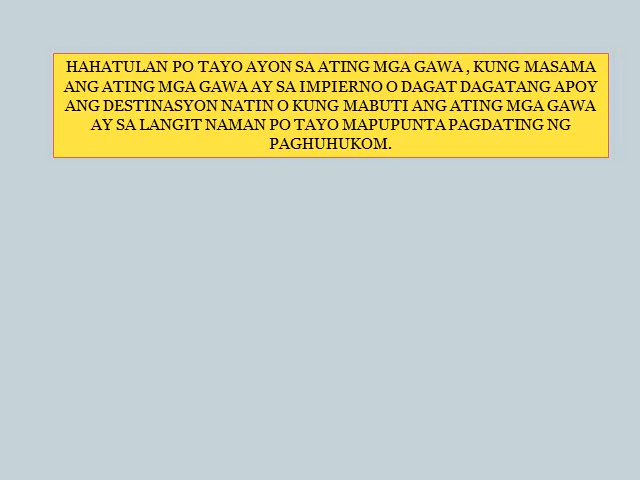 HAHATULAN PO TAYO AYON SA ATING MGA GAWA , KUNG MASAMA
ANG ATING MGA GAWA AY SA IMPIERNO O DAGAT DAGATANG APOY
ANG DESTINASYON NATIN O KUNG MABUTI ANG ATING MGA GAWA
AY SA LANGIT NAMAN PO TAYO MAPUPUNTA PAGDATING NG
PAGHUHUKOM.